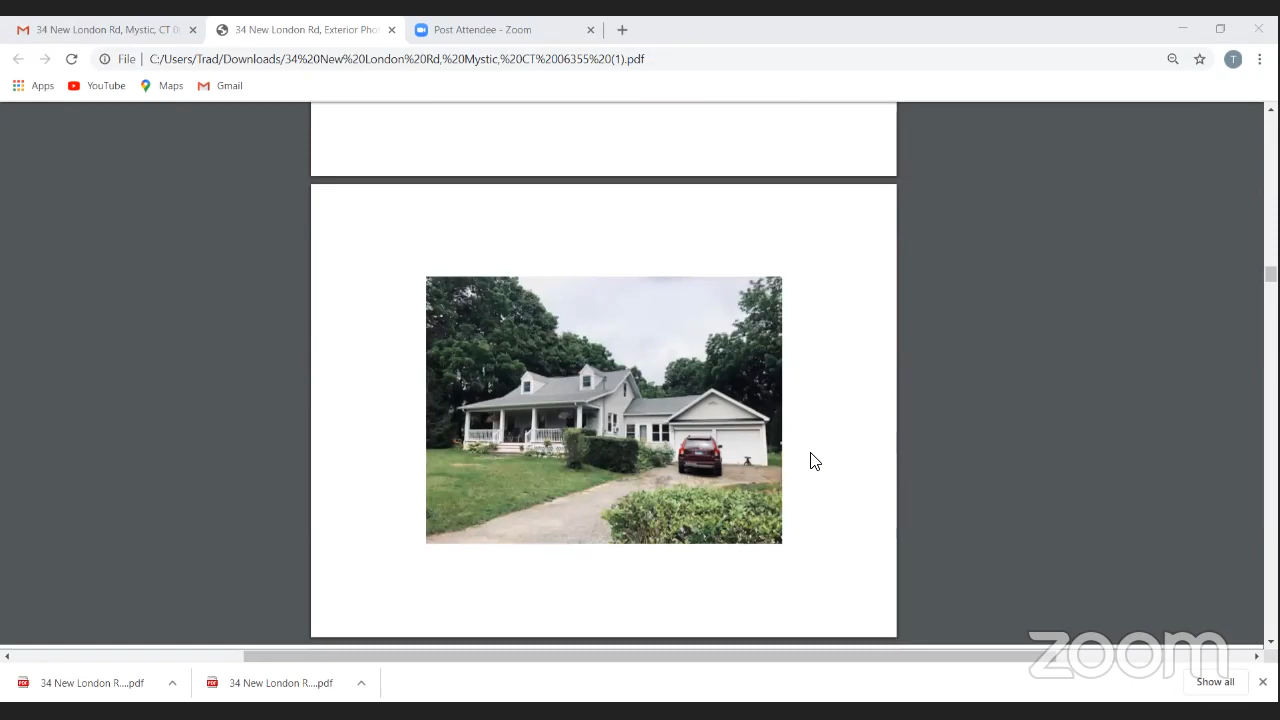 34 New London Rd, Mystic, CT 0
34 New London Rd, Exterior Pho
Post Attendee - Zoom
File | C:/Users/Trad/Downloads/34%20New%20London%20Rd,%20Mystic,%20CT%2006355%20(1).pdf
T
Apps YouTube Maps Gmail
zoom
34 New London R....pdf
34 New London R....pdf
Show all